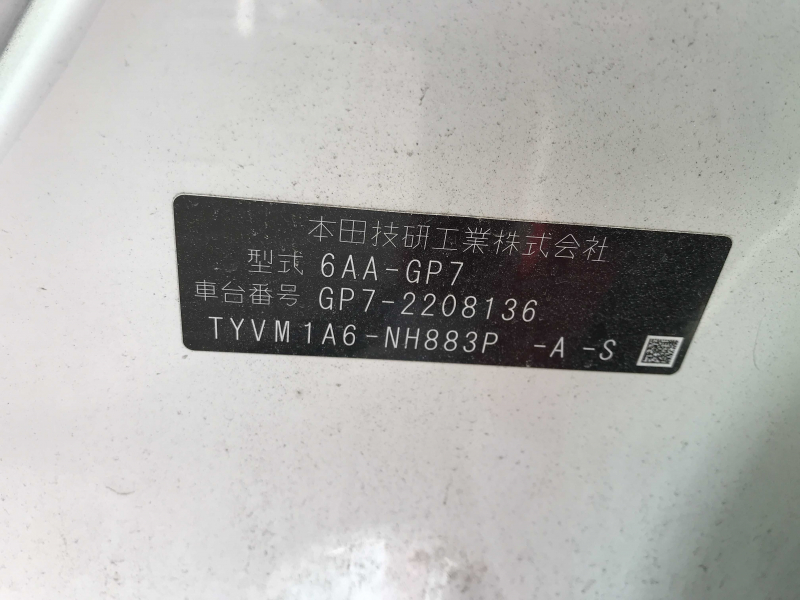 本田技研工業株式会社
型式 6AA-GP7
車台番号 GP7-2208136
TYVM1A6-NH883P -A-S